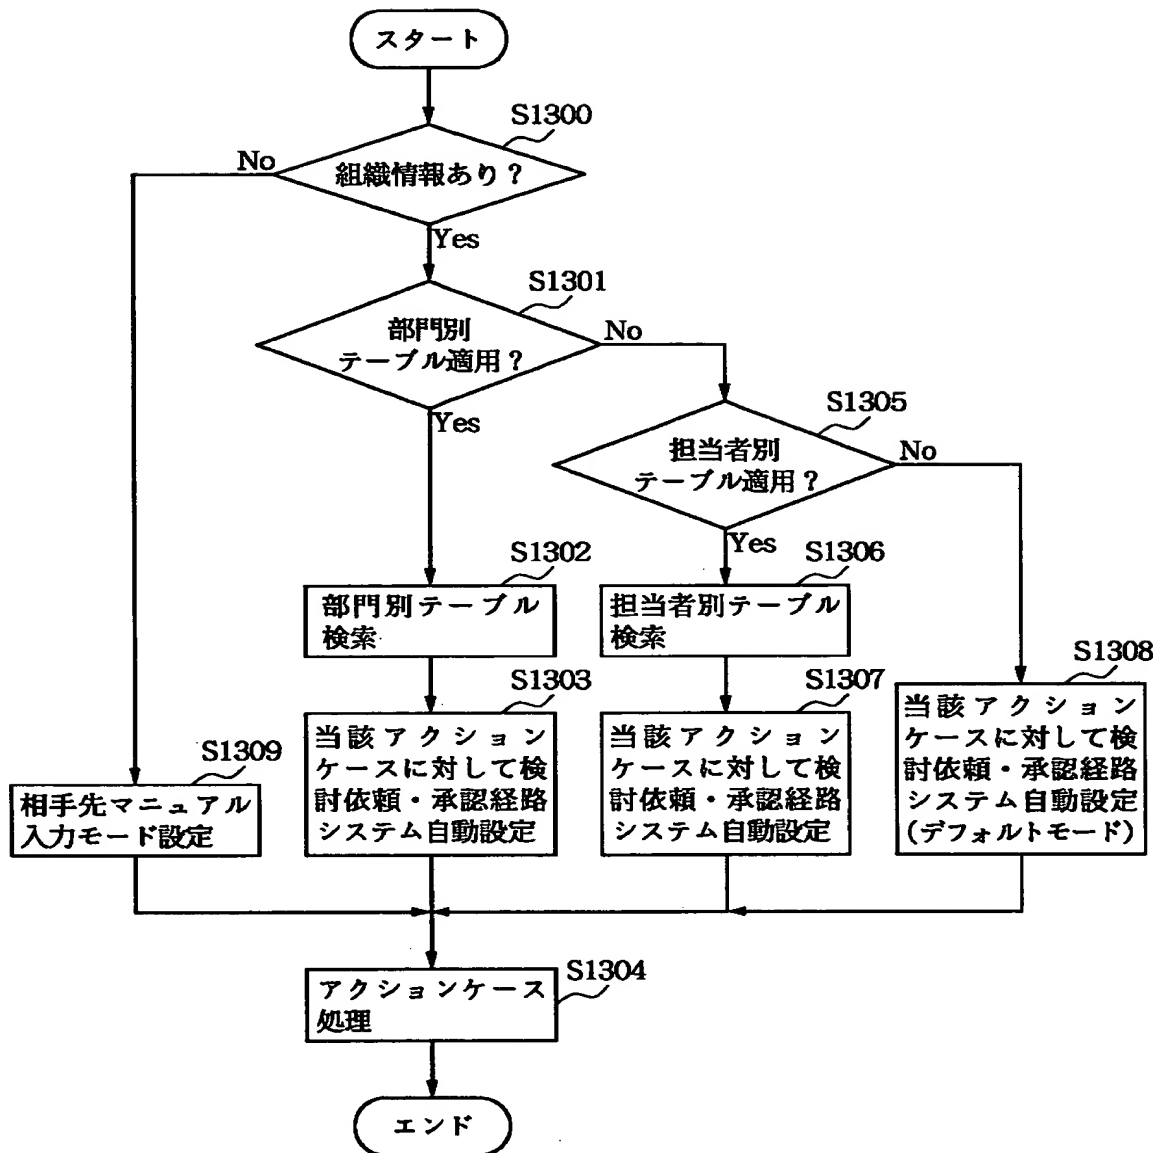 スタート
S1300
組織情報あり？
No
Yes
S1301
部門別
テーブル適用？
No
Yes
S1305
担当者別
テーブル適用？
No
Yes
S1302
部門別テーブル
検索
S1306
担当者別テーブル
検索
S1303
当該アクション
ケースに対して検
討依頼・承認経路
システム自動設定
S1307
当該アクション
ケースに対して検
討依頼・承認経路
システム自動設定
S1308
当該アクション
ケースに対して検
討依頼・承認経路
システム自動設定
(デフォルトモード)
S1309
相手先マニュアル
入力モード設定
S1304
アクションケース
処理
エンド